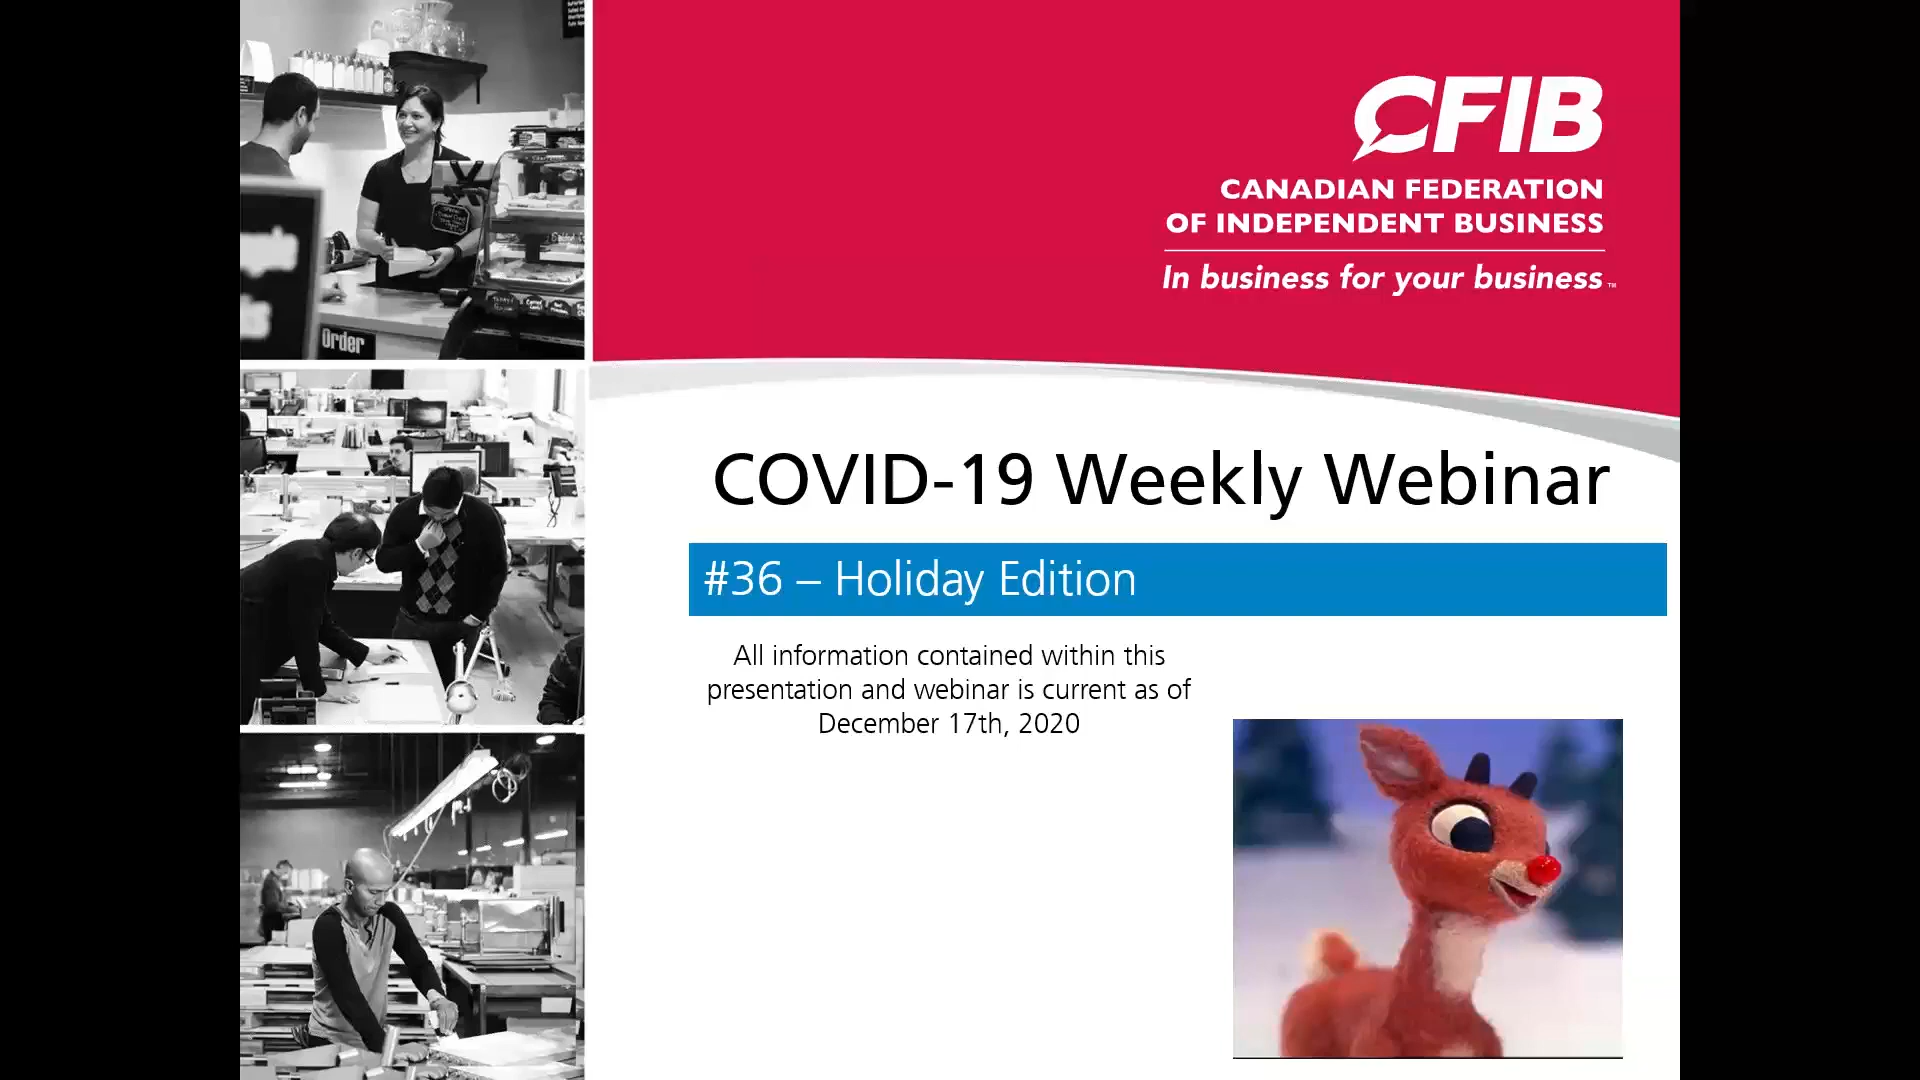 CFIB
CANADIAN FEDERATION
OF INDEPENDENT BUSINESS
In business for your business™
COVID-19 Weekly Webinar
#36 – Holiday Edition
All information contained within this
presentation and webinar is current as of
December 17th, 2020
Order